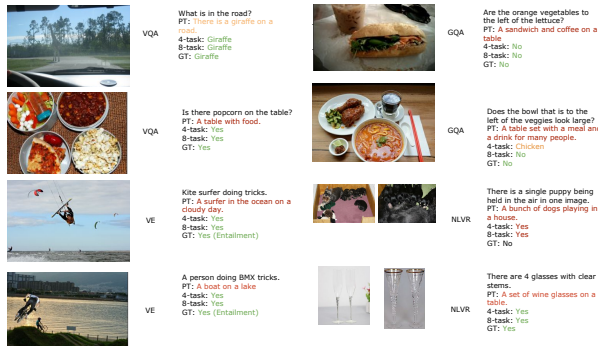 What is in the road?
PT: There is a giraffe on a
road.
4-task: Giraffe
8-task: Giraffe
GT: Giraffe
VQA
Is there popcorn on the table?
PT: A table with food.
4-task: Yes
8-task: Yes
GT: Yes
VQA
Kite surfer doing tricks.
PT: A surfer in the ocean on a
cloudy day.
4-task: Yes
8-task: Yes
GT: Yes (Entailment)
VE
A person doing BMX tricks.
PT: A boat on a lake
4-task: Yes
8-task: Yes
GT: Yes (Entailment)
VE
Are the orange vegetables to
the left of the lettuce?
PT: A sandwich and coffee on a
table
4-task: No
8-task: No
GT: No
GQA
Does the bowl that is to the
left of the veggies look large?
PT: A table set with a meal and
a drink for many people.
4-task: Chicken
8-task: No
GT: No
GQA
There is a single puppy being
held in the air in one image.
PT: A bunch of dogs playing in
a house.
4-task: Yes
8-task: Yes
GT: No
NLVR
There are 4 glasses with clear
stems.
PT: A set of wine glasses on a
table.
4-task: Yes
8-task: Yes
GT: Yes
NLVR